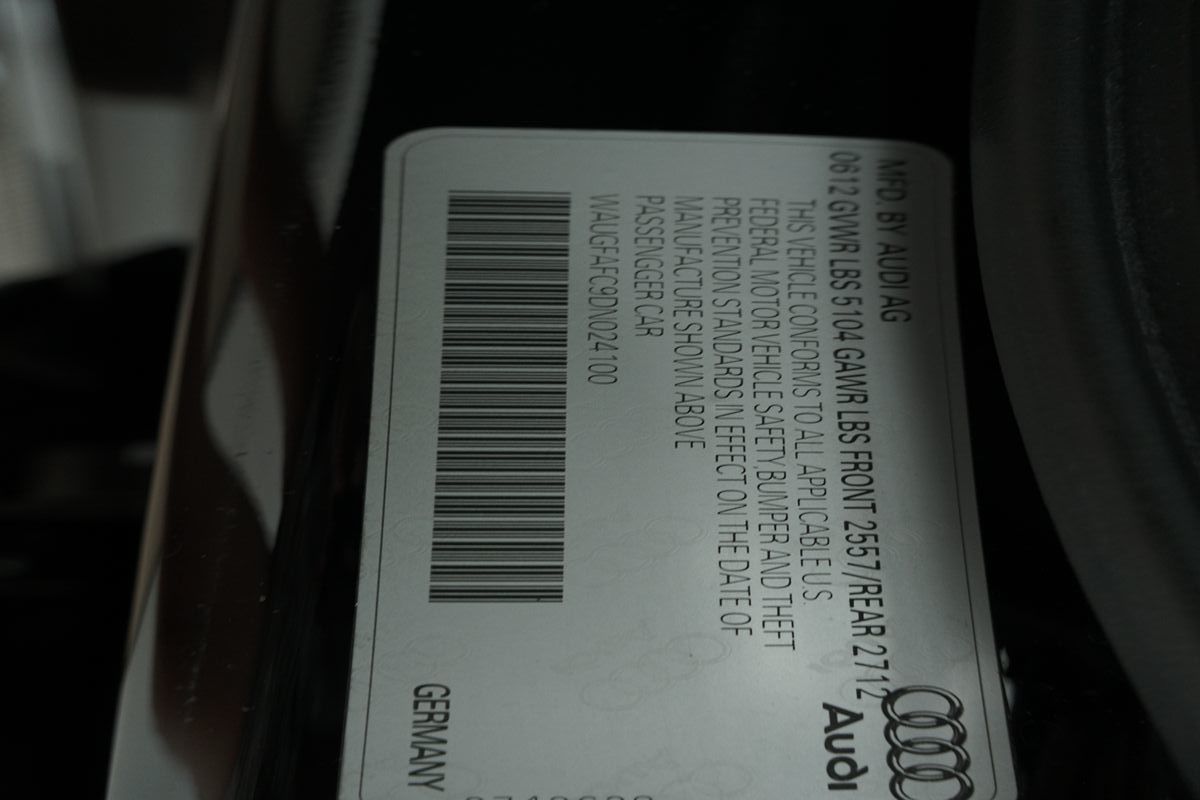 MFD. BY AUDI AG
0612 GVWR LBS 5104 GAWR LBS FRONT 2557/REAR 2712
THIS VEHICLE CONFORMS TO ALL APPLICABLE U.S.
FEDERAL MOTOR VEHICLE SAFETY, BUMPER AND THEFT
PREVENTION STANDARDS IN EFFECT ON THE DATE OF
MANUFACTURE SHOWN ABOVE
PASSENGER CAR
WAUGFAFC9DN024100
Audi
GERMANY